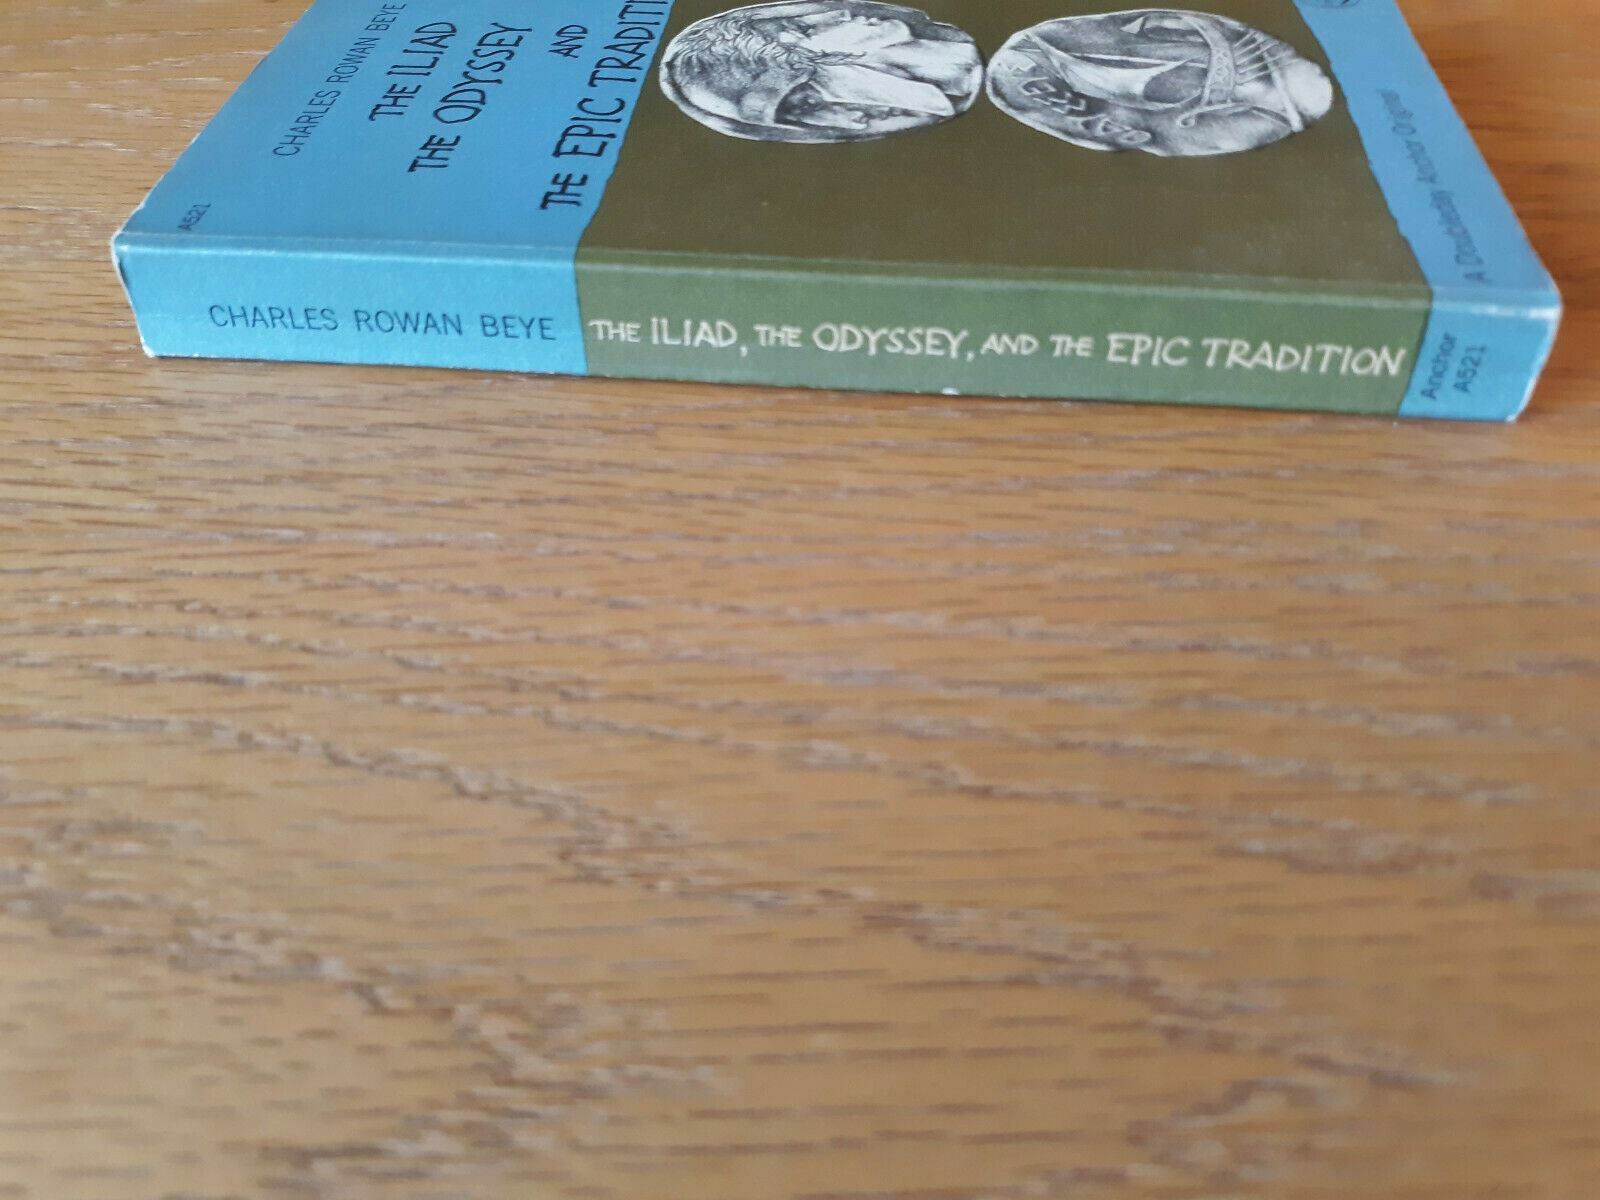 CHARLES ROWAN BEYE
THE ILIAD
THE ODYSSEY
AND
THE EPIC TRADITI
A521
A Doubleday Anchor Original
CHARLES ROWAN BEYE
THE ILIAD, THE ODYSSEY, AND THE EPIC TRADITION
Anchor
A521